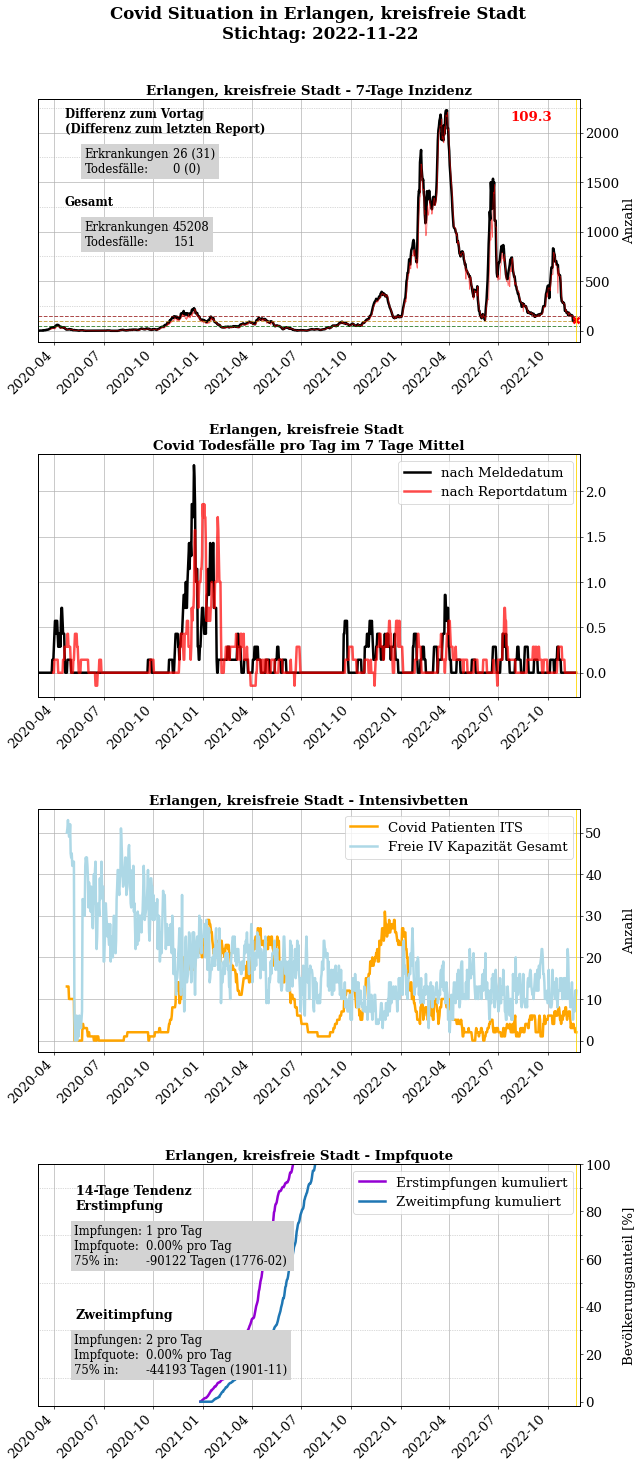 Covid Situation in Erlangen, kreisfreie Stadt
Stichtag: 2022-11-22
Erlangen, kreisfreie Stadt - 7-Tage Inzidenz
Differenz zum Vortag
(Differenz zum letzten Report)
Erkrankungen 26 (31)
Todesfälle: 0 (0)
Gesamt
Erkrankungen 45208
Todesfälle: 151
109.3
2000
1500
1000
500
0
Anzahl
2020-04 2020-07 2020-10 2021-01 2021-04 2021-07 2021-10 2022-01 2022-04 2022-07 2022-10
Erlangen, kreisfreie Stadt
Covid Todesfälle pro Tag im 7 Tage Mittel
nach Meldedatum
nach Reportdatum
2.0
1.5
1.0
0.5
0.0
2020-04 2020-07 2020-10 2021-01 2021-04 2021-07 2021-10 2022-01 2022-04 2022-07 2022-10
Erlangen, kreisfreie Stadt - Intensivbetten
Covid Patienten ITS
Freie IV Kapazität Gesamt
50
40
30
20
10
0
Anzahl
2020-04 2020-07 2020-10 2021-01 2021-04 2021-07 2021-10 2022-01 2022-04 2022-07 2022-10
Erlangen, kreisfreie Stadt - Impfquote
14-Tage Tendenz
Erstimpfung
Impfungen: 1 pro Tag
Impfquote: 0.00% pro Tag
75% in: -90122 Tagen (1776-02)
Zweitimpfung
Impfungen: 2 pro Tag
Impfquote: 0.00% pro Tag
75% in: -44193 Tagen (1901-11)
Erstimpfungen kumuliert
Zweitimpfung kumuliert
100
80
60
40
20
0
Bevölkerungsanteil [%]
2020-04 2020-07 2020-10 2021-01 2021-04 2021-07 2021-10 2022-01 2022-04 2022-07 2022-10